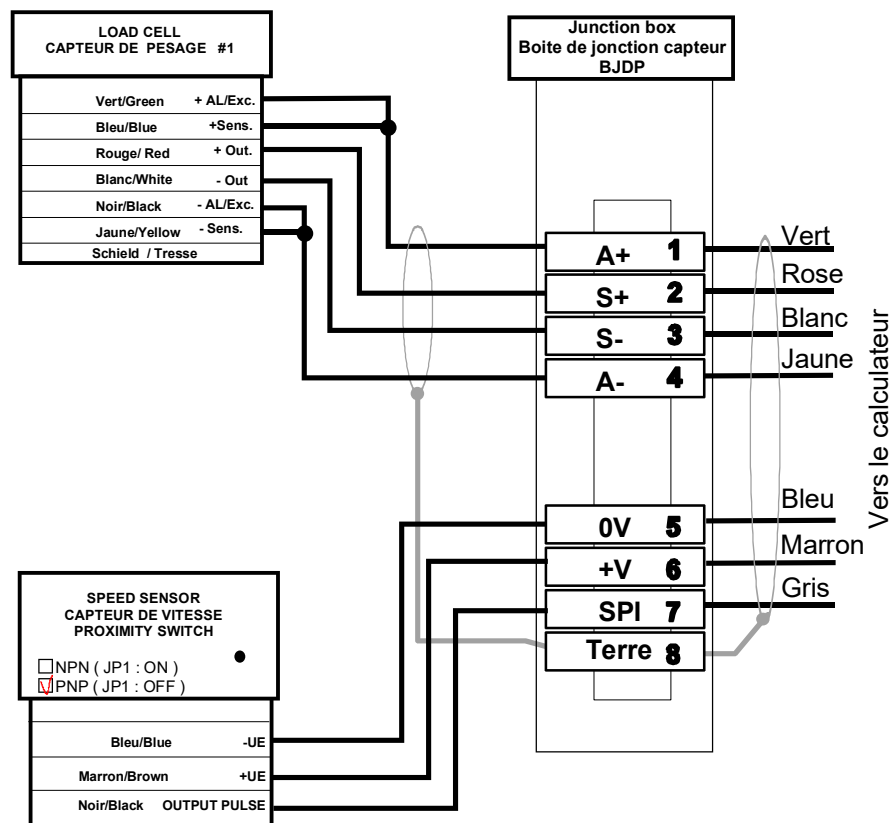 LOAD CELL
CAPTEUR DE PESAGE #1
Vert/Green + AL/Exc.
Bleu/Blue +Sens.
Rouge/ Red + Out.
Blanc/White - Out
Noir/Black - AL/Exc.
Jaune/Yellow - Sens.
Schield / Tresse
Junction box
Boite de jonction capteur
BJDP
A+ 1
S+ 2
S- 3
A- 4
0V 5
+V 6
SPI 7
Terre 8
Vert
Rose
Blanc
Jaune
Bleu
Marron
Gris
Vers le calculateur
SPEED SENSOR
CAPTEUR DE VITESSE
PROXIMITY SWITCH
NPN ( JP1 : ON )
PNP ( JP1 : OFF )
Bleu/Blue -UE
Marron/Brown +UE
Noir/Black OUTPUT PULSE